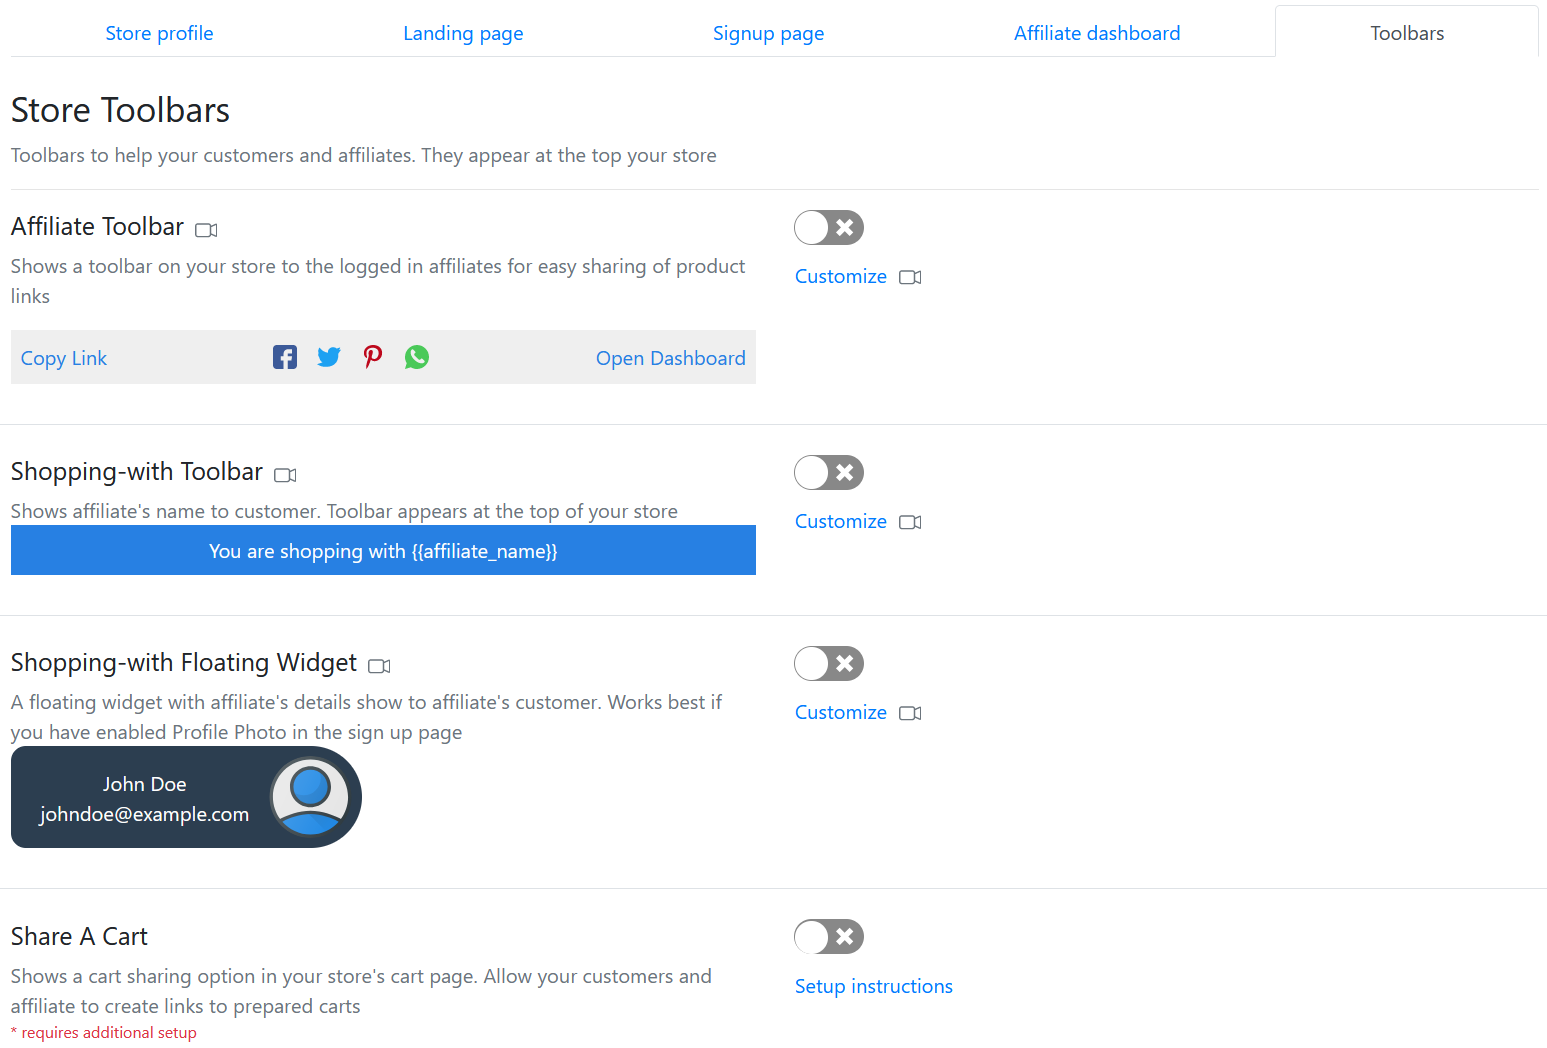 Store profile
Landing page
Signup page
Affiliate dashboard
Toolbars
Store Toolbars
Toolbars to help your customers and affiliates. They appear at the top your store
Affiliate Toolbar
Shows a toolbar on your store to the logged in affiliates for easy sharing of product
links
Customize
Copy Link
Open Dashboard
Shopping-with Toolbar
Shows affiliate's name to customer. Toolbar appears at the top of your store
Customize
You are shopping with {{affiliate_name}}
Shopping-with Floating Widget
A floating widget with affiliate's details show to affiliate's customer. Works best if
you have enabled Profile Photo in the sign up page
Customize
John Doe
johndoe@example.com
Share A Cart
Shows a cart sharing option in your store's cart page. Allow your customers and
affiliate to create links to prepared carts
* requires additional setup
Setup instructions